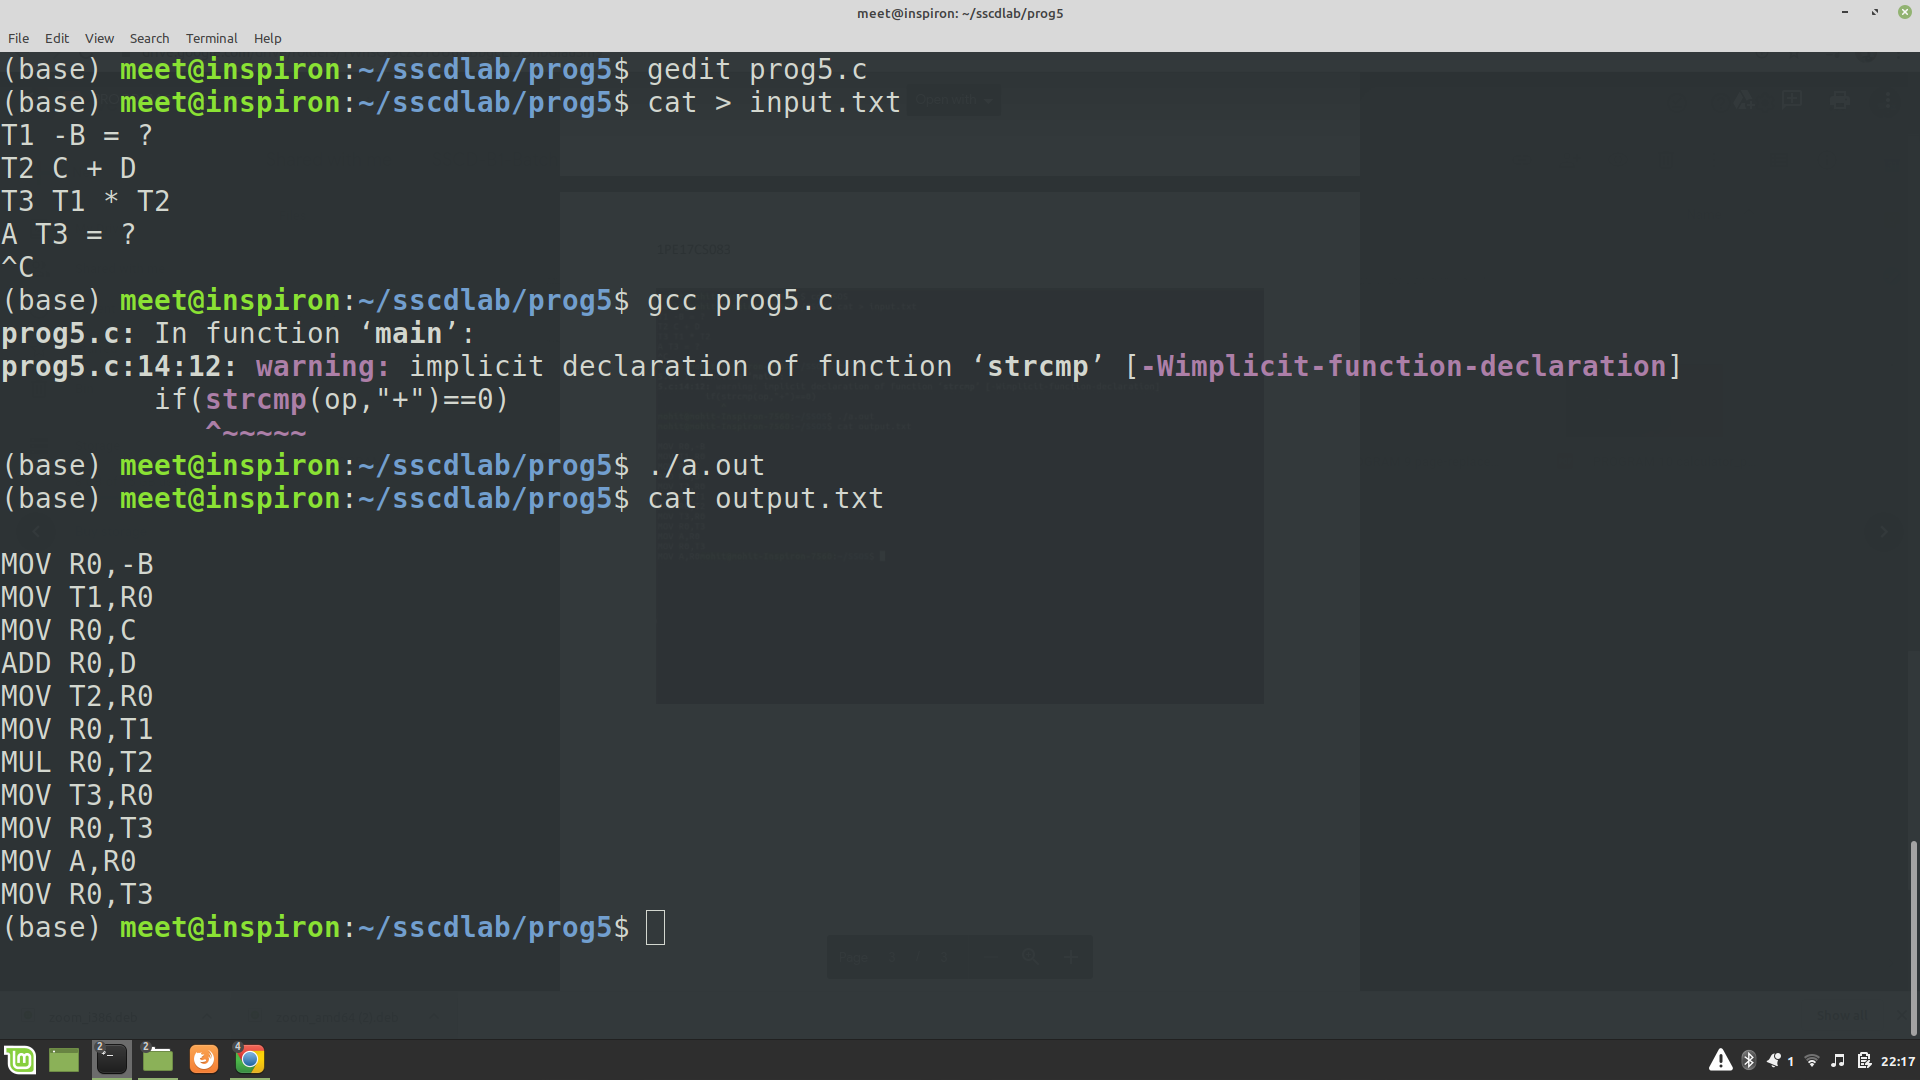 meet@inspiron: ~/sscdlab/prog5
File Edit View Search Terminal Help
(base) meet@inspiron:~/sscdlab/prog5$ gedit prog5.c
(base) meet@inspiron:~/sscdlab/prog5$ cat > input.txt
T1 -B = ?
T2 C + D
T3 T1 * T2
A T3 = ?
^C
(base) meet@inspiron:~/sscdlab/prog5$ gcc prog5.c
prog5.c: In function ‘main’:
prog5.c:14:12: warning: implicit declaration of function ‘strcmp’ [-Wimplicit-function-declaration]
if(strcmp(op,"+")==0)
^~~~~~
(base) meet@inspiron:~/sscdlab/prog5$ ./a.out
(base) meet@inspiron:~/sscdlab/prog5$ cat output.txt
MOV R0,-B
MOV T1,R0
MOV R0,C
ADD R0,D
MOV T2,R0
MOV R0,T1
MUL R0,T2
MOV T3,R0
MOV R0,T3
MOV A,R0
MOV R0,T3
(base) meet@inspiron:~/sscdlab/prog5$
Open with
Page
2 2 4 1 22:17